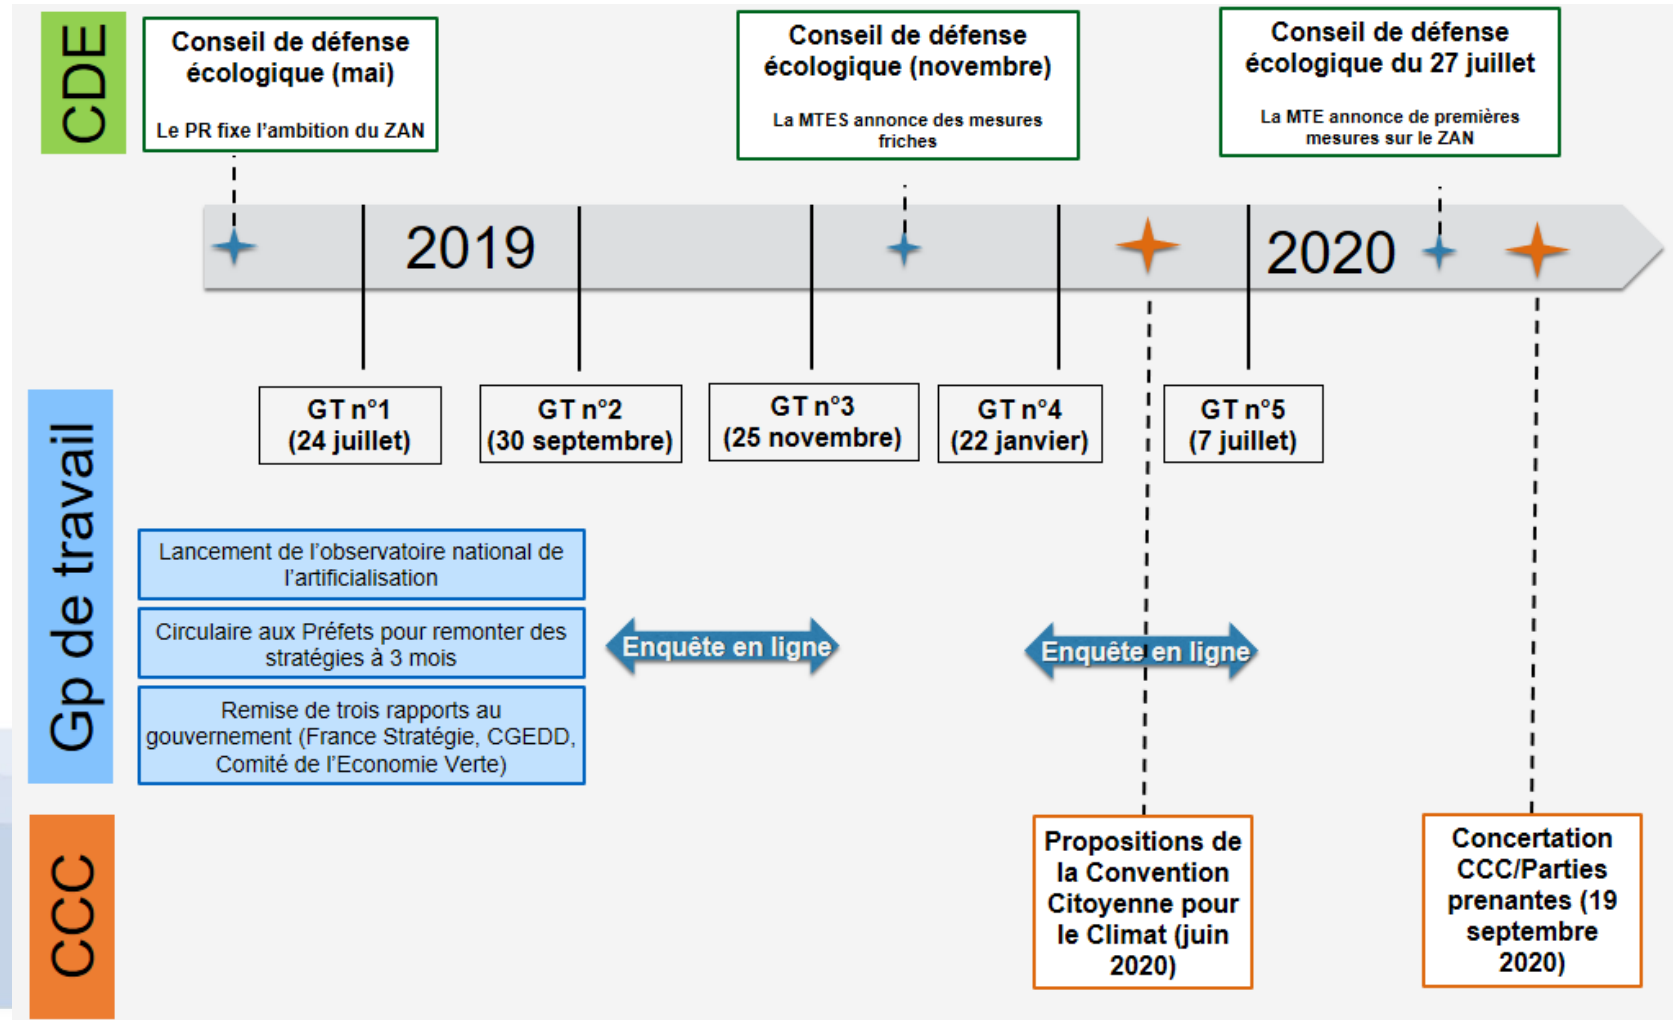 CDE
Conseil de défense
écologique (mai)
Le PR fixe l'ambition du ZAN
Conseil de défense
écologique (novembre)
La MTES annonce des mesures
friches
Conseil de défense
écologique du 27 juillet
La MTE annonce de premières
mesures sur le ZAN
2019
2020
Gp de travail
GT n°1
(24 juillet)
GT n°2
(30 septembre)
GT n°3
(25 novembre)
GT n°4
(22 janvier)
GT n°5
(7 juillet)
Lancement de l'observatoire national de
l'artificialisation
Circulaire aux Préfets pour remonter des
stratégies à 3 mois
Remise de trois rapports au
gouvernement (France Stratégie, CGEDD,
Comité de l'Economie Verte)
Enquête en ligne
Enquête en ligne
CCC
Propositions de
la Convention
Citoyenne pour
le Climat (juin
2020)
Concertation
CCC/Parties
prenantes (19
septembre
2020)